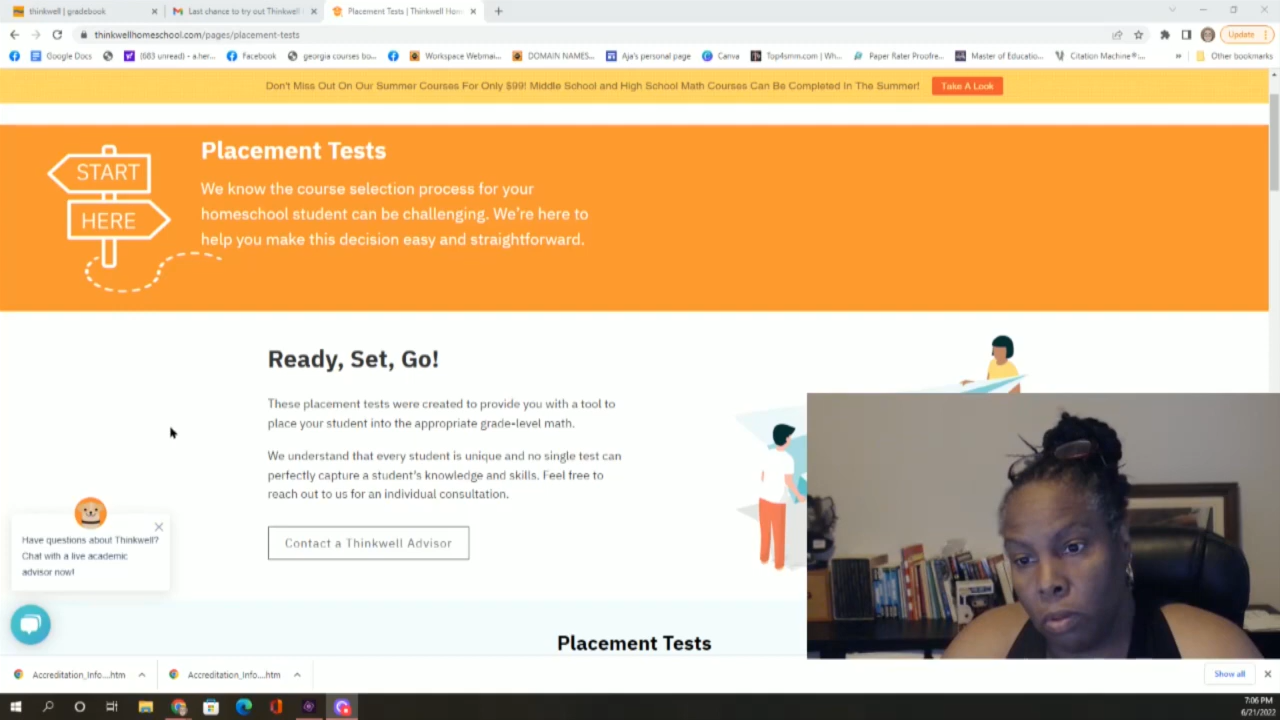 thinkwell | gradebook
Last chance to try out Thinkwell
Placement Tests | Thinkwell Hom
thinkwellhomeschool.com/pages/placement-tests
Update
Google Docs
(683 unread) - a.her...
Facebook
georgia courses bo...
Workspace Webmai...
DOMAIN NAMES...
Aja's personal page
Canva
Top4smm.com | Wh...
Paper Rater Proofre...
Master of Educatio...
Citation Machine®:...
»
Other bookmarks
Don't Miss Out On Our Summer Courses For Only $99! Middle School and High School Math Courses Can Be Completed In The Summer!
Take A Look
START
HERE
Placement Tests
We know the course selection process for your
homeschool student can be challenging. We're here to
help you make this decision easy and straightforward.
Ready, Set, Go!
These placement tests were created to provide you with a tool to
place your student into the appropriate grade-level math.
We understand that every student is unique and no single test can
perfectly capture a student's knowledge and skills. Feel free to
reach out to us for an individual consultation.
Contact a Thinkwell Advisor
Have questions about Thinkwell?
Chat with a live academic
advisor now!
Placement Tests
Accreditation_Info....htm
Accreditation_Info....htm
Show all
7:06 PM
6/21/2022